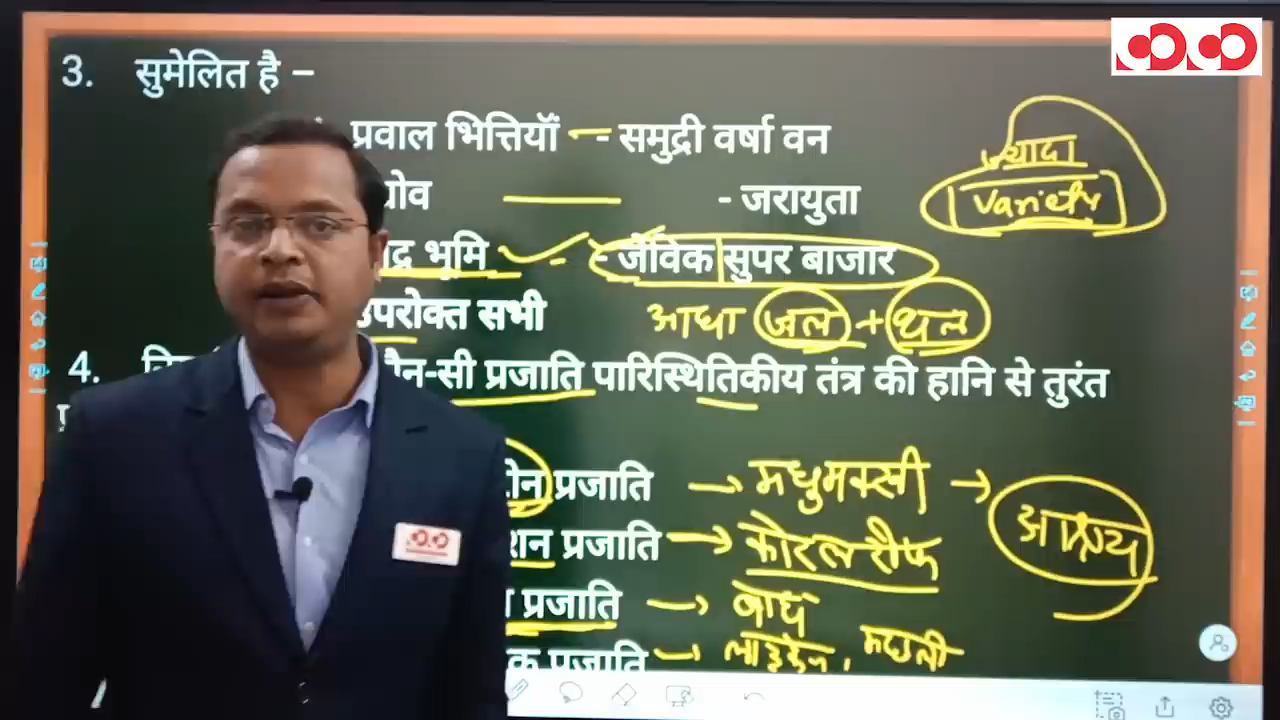 3. सुमेलित है –
प्रवाल भित्तियाँ - समुद्री वर्षा वन
ज्यादा
Variety
- जरायुता
भूमि - जैविक सुपर बाजार
उपरोक्त सभी
आधा जल + थल
4. कौन-सी प्रजाति पारिस्थितिकीय तंत्र की हानि से तुरंत
प्रजाति → मधुमक्खी → आश्रय
प्रजाति → कोरल रीफ
प्रजाति → बाघ
प्रजाति → लाइकेन, मछली